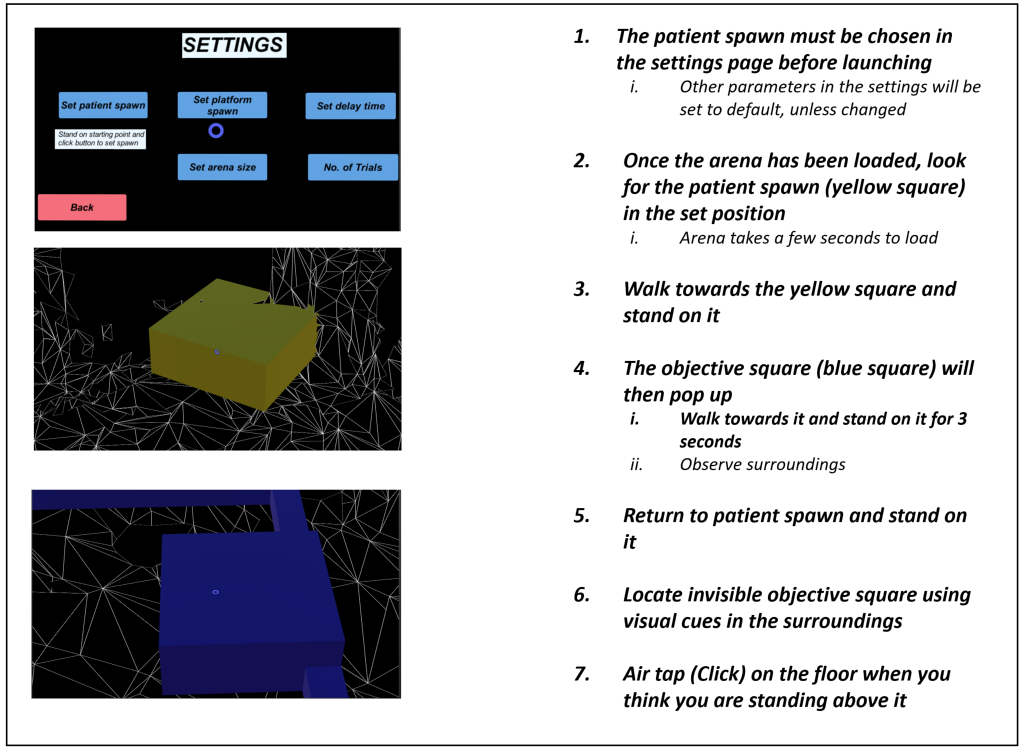 SETTINGS
Set patient spawn
Set platform
spawn
Set delay time
Stand on starting point and
click button to set spawn
Set arena size
No. of Trials
Back
1. The patient spawn must be chosen in
the settings page before launching
i. Other parameters in the settings will be
set to default, unless changed
2. Once the arena has been loaded, look
for the patient spawn (yellow square)
in the set position
i. Arena takes a few seconds to load
3. Walk towards the yellow square and
stand on it
4. The objective square (blue square) will
then pop up
i. Walk towards it and stand on it for 3
seconds
ii. Observe surroundings
5. Return to patient spawn and stand on
it
6. Locate invisible objective square using
visual cues in the surroundings
7. Air tap (Click) on the floor when you
think you are standing above it